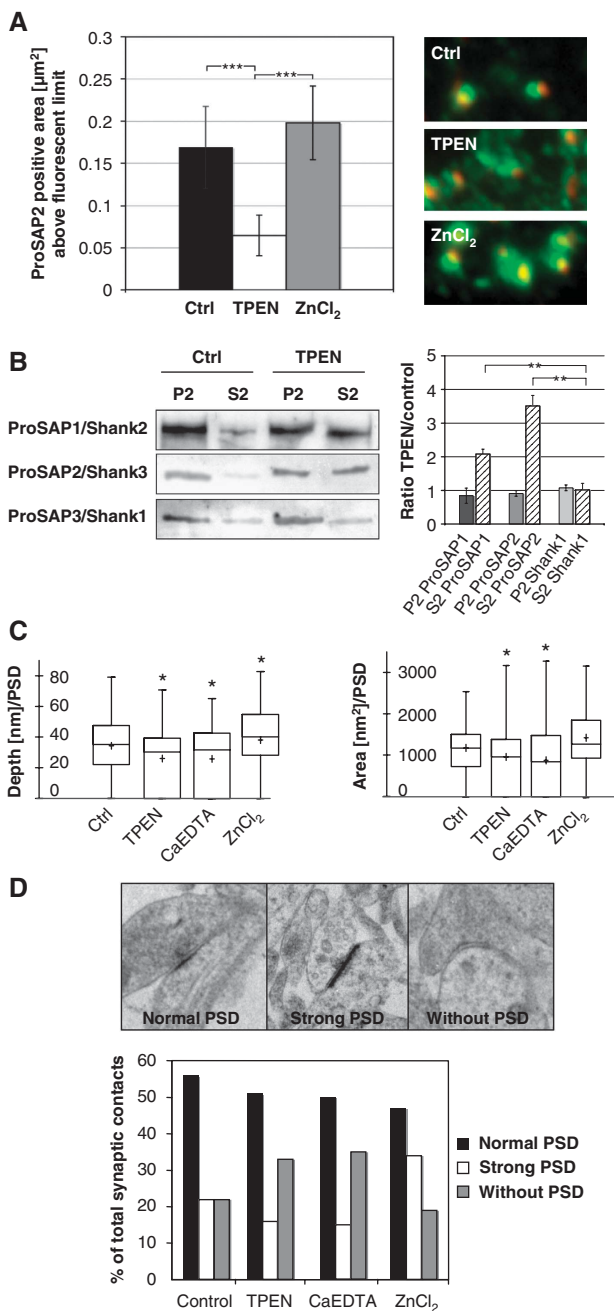 A
0.3
0.25
0.2
0.15
0.1
0.05
0
ProSAP2 positive area [µm²]
above fluorescent limit
***
***
Ctrl TPEN ZnCl₂
Ctrl
TPEN
ZnCl₂
B
Ctrl TPEN
P2 S2 P2 S2
ProSAP1/Shank2
ProSAP2/Shank3
ProSAP3/Shank1
Ratio TPEN/control
5
4
3
2
1
0
**
**
P2 ProSAP1
S2 ProSAP1
P2 ProSAP2
S2 ProSAP2
P2 Shank1
S2 Shank1
C
Depth [nm]/PSD
80
60
40
20
0
* * *
Ctrl
TPEN
CaEDTA
ZnCl₂
Area [nm²]/PSD
3000
2000
1000
0
* *
Ctrl
TPEN
CaEDTA
ZnCl₂
D
Normal PSD Strong PSD Without PSD
% of total synaptic contacts
60
50
40
30
20
10
0
Control TPEN CaEDTA ZnCl₂
Normal PSD
Strong PSD
Without PSD